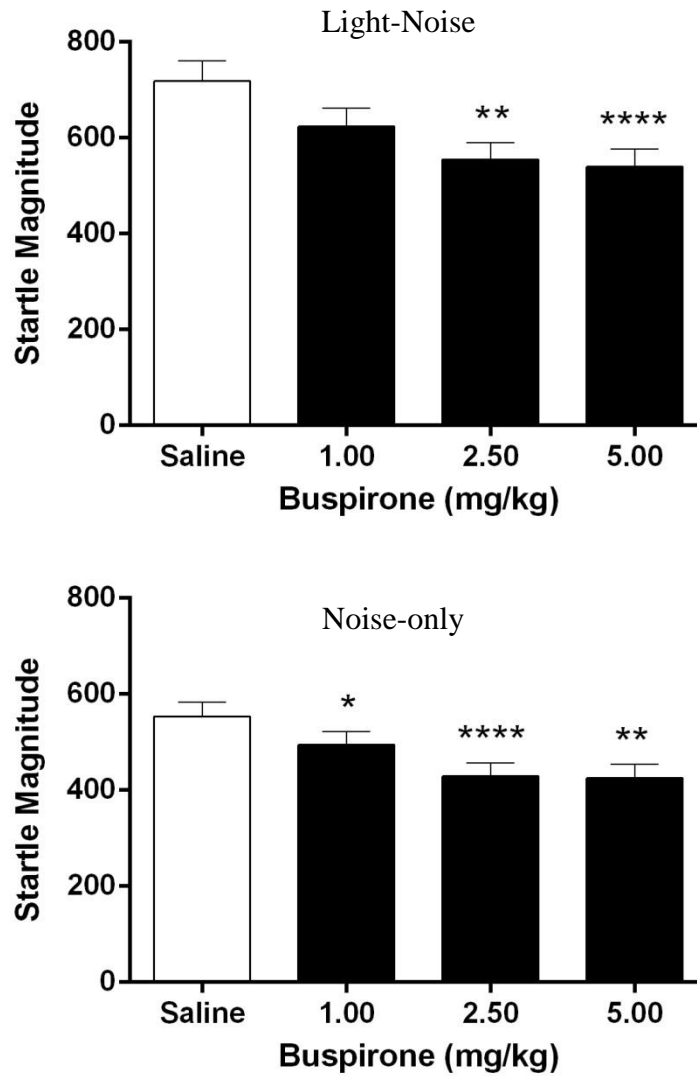 Light-Noise
Startle Magnitude
800
600
400
200
0
** ****
Saline 1.00 2.50 5.00
Buspirone (mg/kg)
Noise-only
Startle Magnitude
800
600
400
200
0
* **** **
Saline 1.00 2.50 5.00
Buspirone (mg/kg)